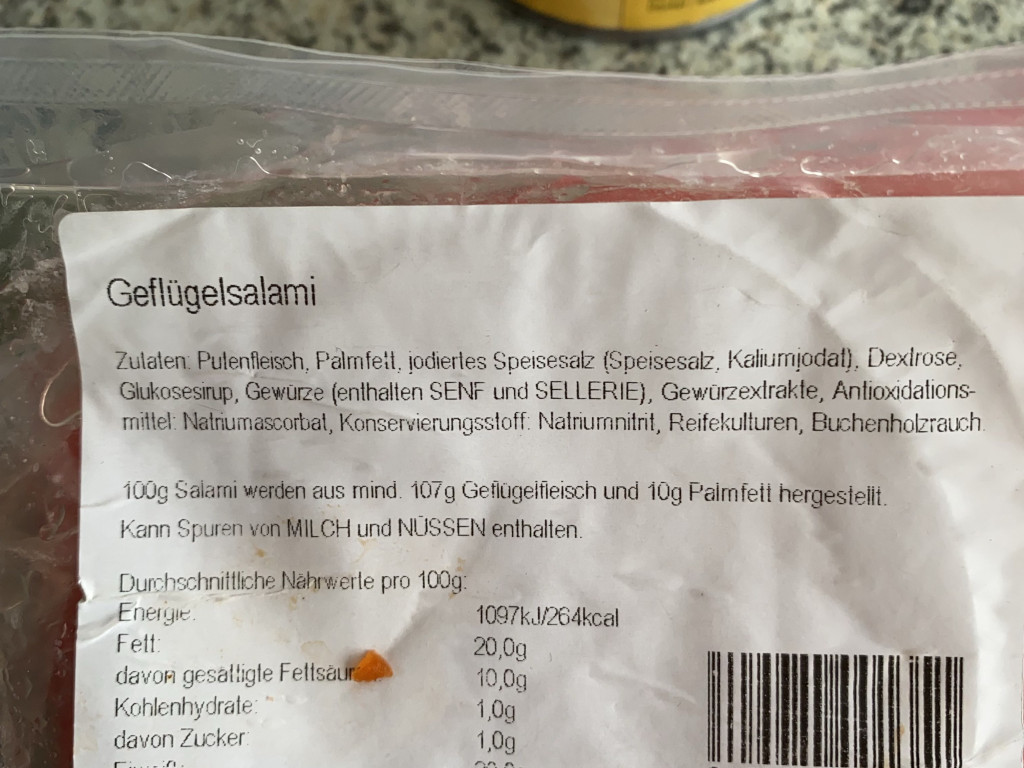 Geflügelsalami
Zutaten: Putenfleisch, Palmfett, jodiertes Speisesalz (Speisesalz, Kaliumjodat), Dextrose,
Glukosesirup, Gewürze (enthalten SENF und SELLERIE), Gewürzextrakte, Antioxidations-
mittel: Natriumascorbat, Konservierungsstoff: Natriumnitrit, Reifekulturen, Buchenholzrauch.
100g Salami werden aus mind. 107g Geflügelfleisch und 10g Palmfett hergestellt.
Kann Spuren von MILCH und NÜSSEN enthalten.
Durchschnittliche Nährwerte pro 100g:
Energie: 1097kJ/264kcal
Fett: 20,0g
davon gesättigte Fettsäur 10,0g
Kohlenhydrate: 1,0g
davon Zucker: 1,0g